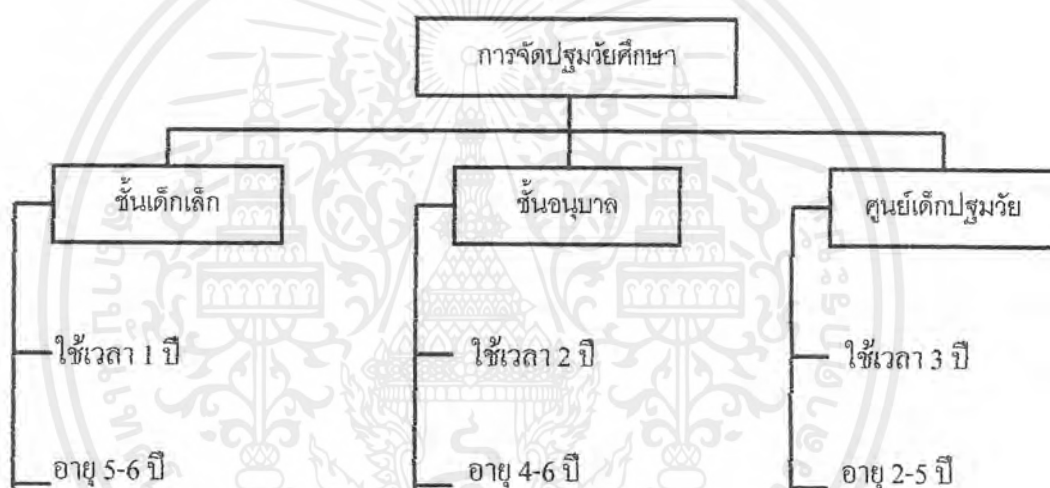 การจัดปฐมวัยศึกษา
ชั้นเด็กเล็ก
ชั้นอนุบาล
ศูนย์เด็กปฐมวัย
ใช้เวลา 1 ปี
ใช้เวลา 2 ปี
ใช้เวลา 3 ปี
อายุ 5-6 ปี
อายุ 4-6 ปี
อายุ 2-5 ปี